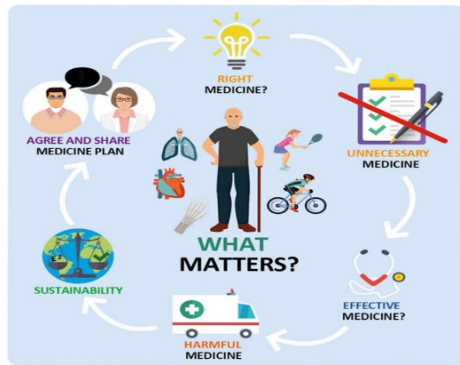 RIGHT
MEDICINE?
UNNECESSARY
MEDICINE
EFFECTIVE
MEDICINE?
HARMFUL
MEDICINE
SUSTAINABILITY
AGREE AND SHARE
MEDICINE PLAN
WHAT
MATTERS?